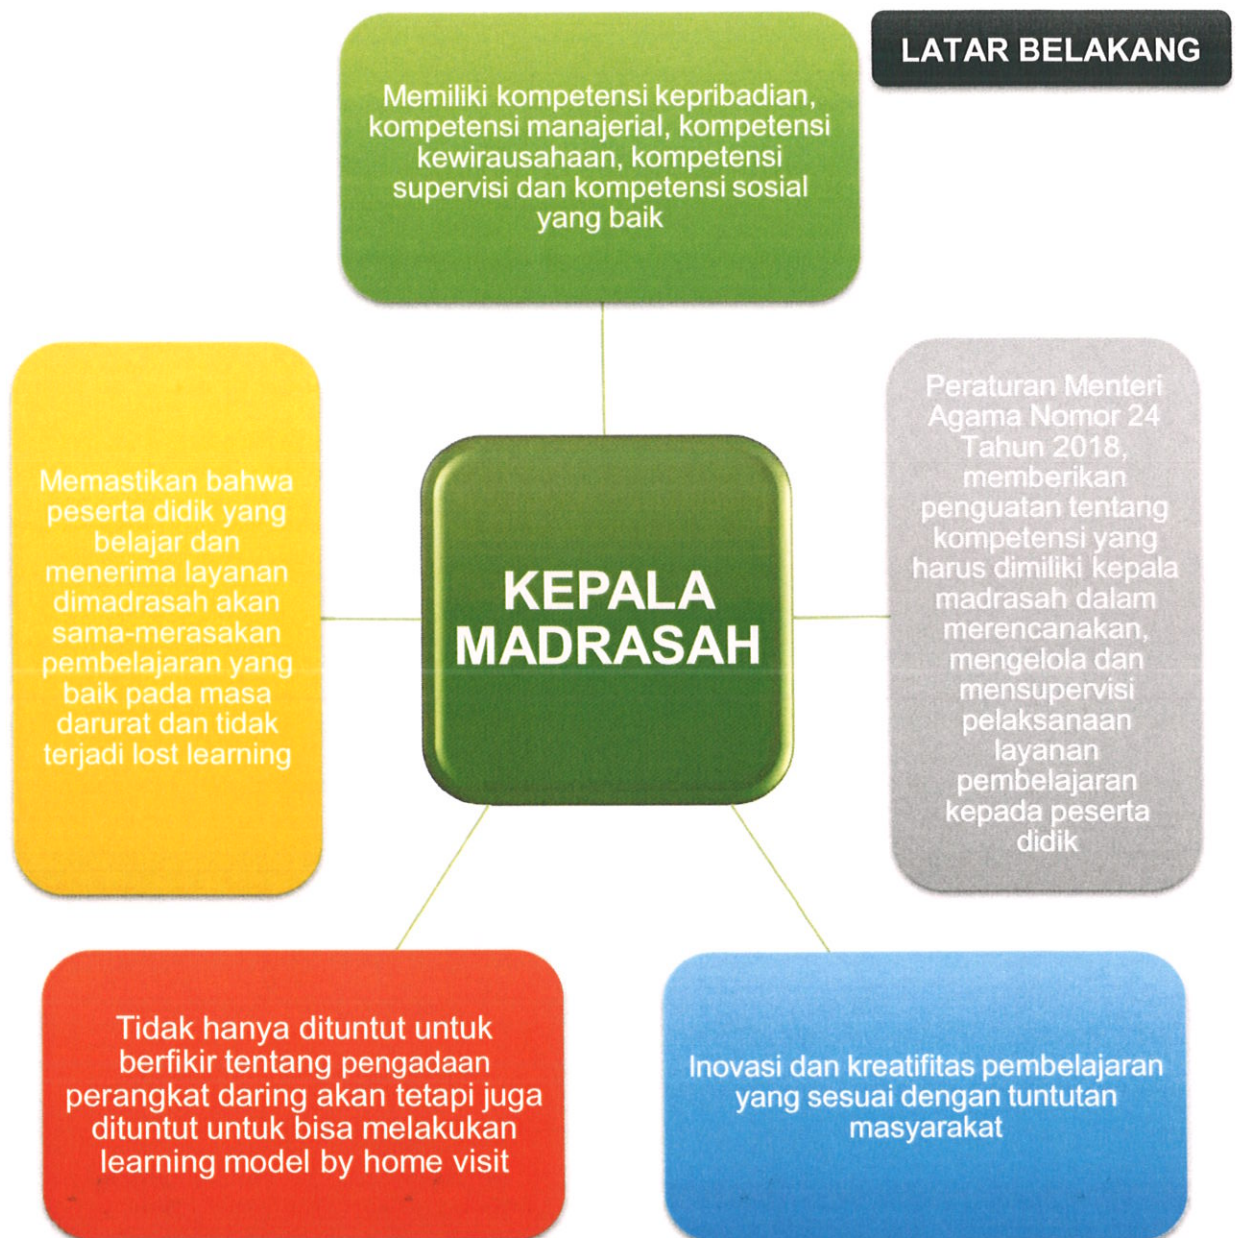 LATAR BELAKANG
Memiliki kompetensi kepribadian,
kompetensi manajerial, kompetensi
kewirausahaan, kompetensi
supervisi dan kompetensi sosial
yang baik
Peraturan Menteri
Agama Nomor 24
Tahun 2018,
memberikan
penguatan tentang
kompetensi yang
harus dimiliki kepala
madrasah dalam
merencanakan,
mengelola dan
mensupervisi
pelaksanaan
layanan
pembelajaran
kepada peserta
didik
Memastikan bahwa
peserta didik yang
belajar dan
menerima layanan
dimadrasah akan
sama-merasakan
pembelajaran yang
baik pada masa
darurat dan tidak
terjadi lost learning
KEPALA
MADRASAH
Tidak hanya dituntut untuk
berfikir tentang pengadaan
perangkat daring akan tetapi juga
dituntut untuk bisa melakukan
learning model by home visit
Inovasi dan kreatifitas pembelajaran
yang sesuai dengan tuntutan
masyarakat